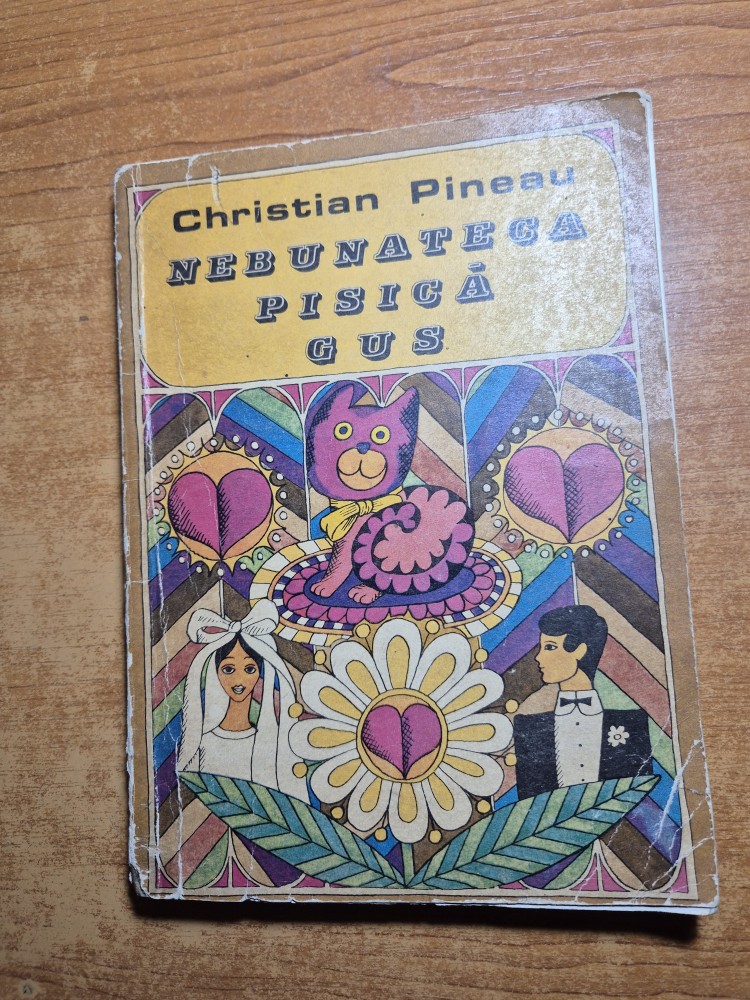 Christian Pineau
NEBUNATECA
PISICĂ
GUS